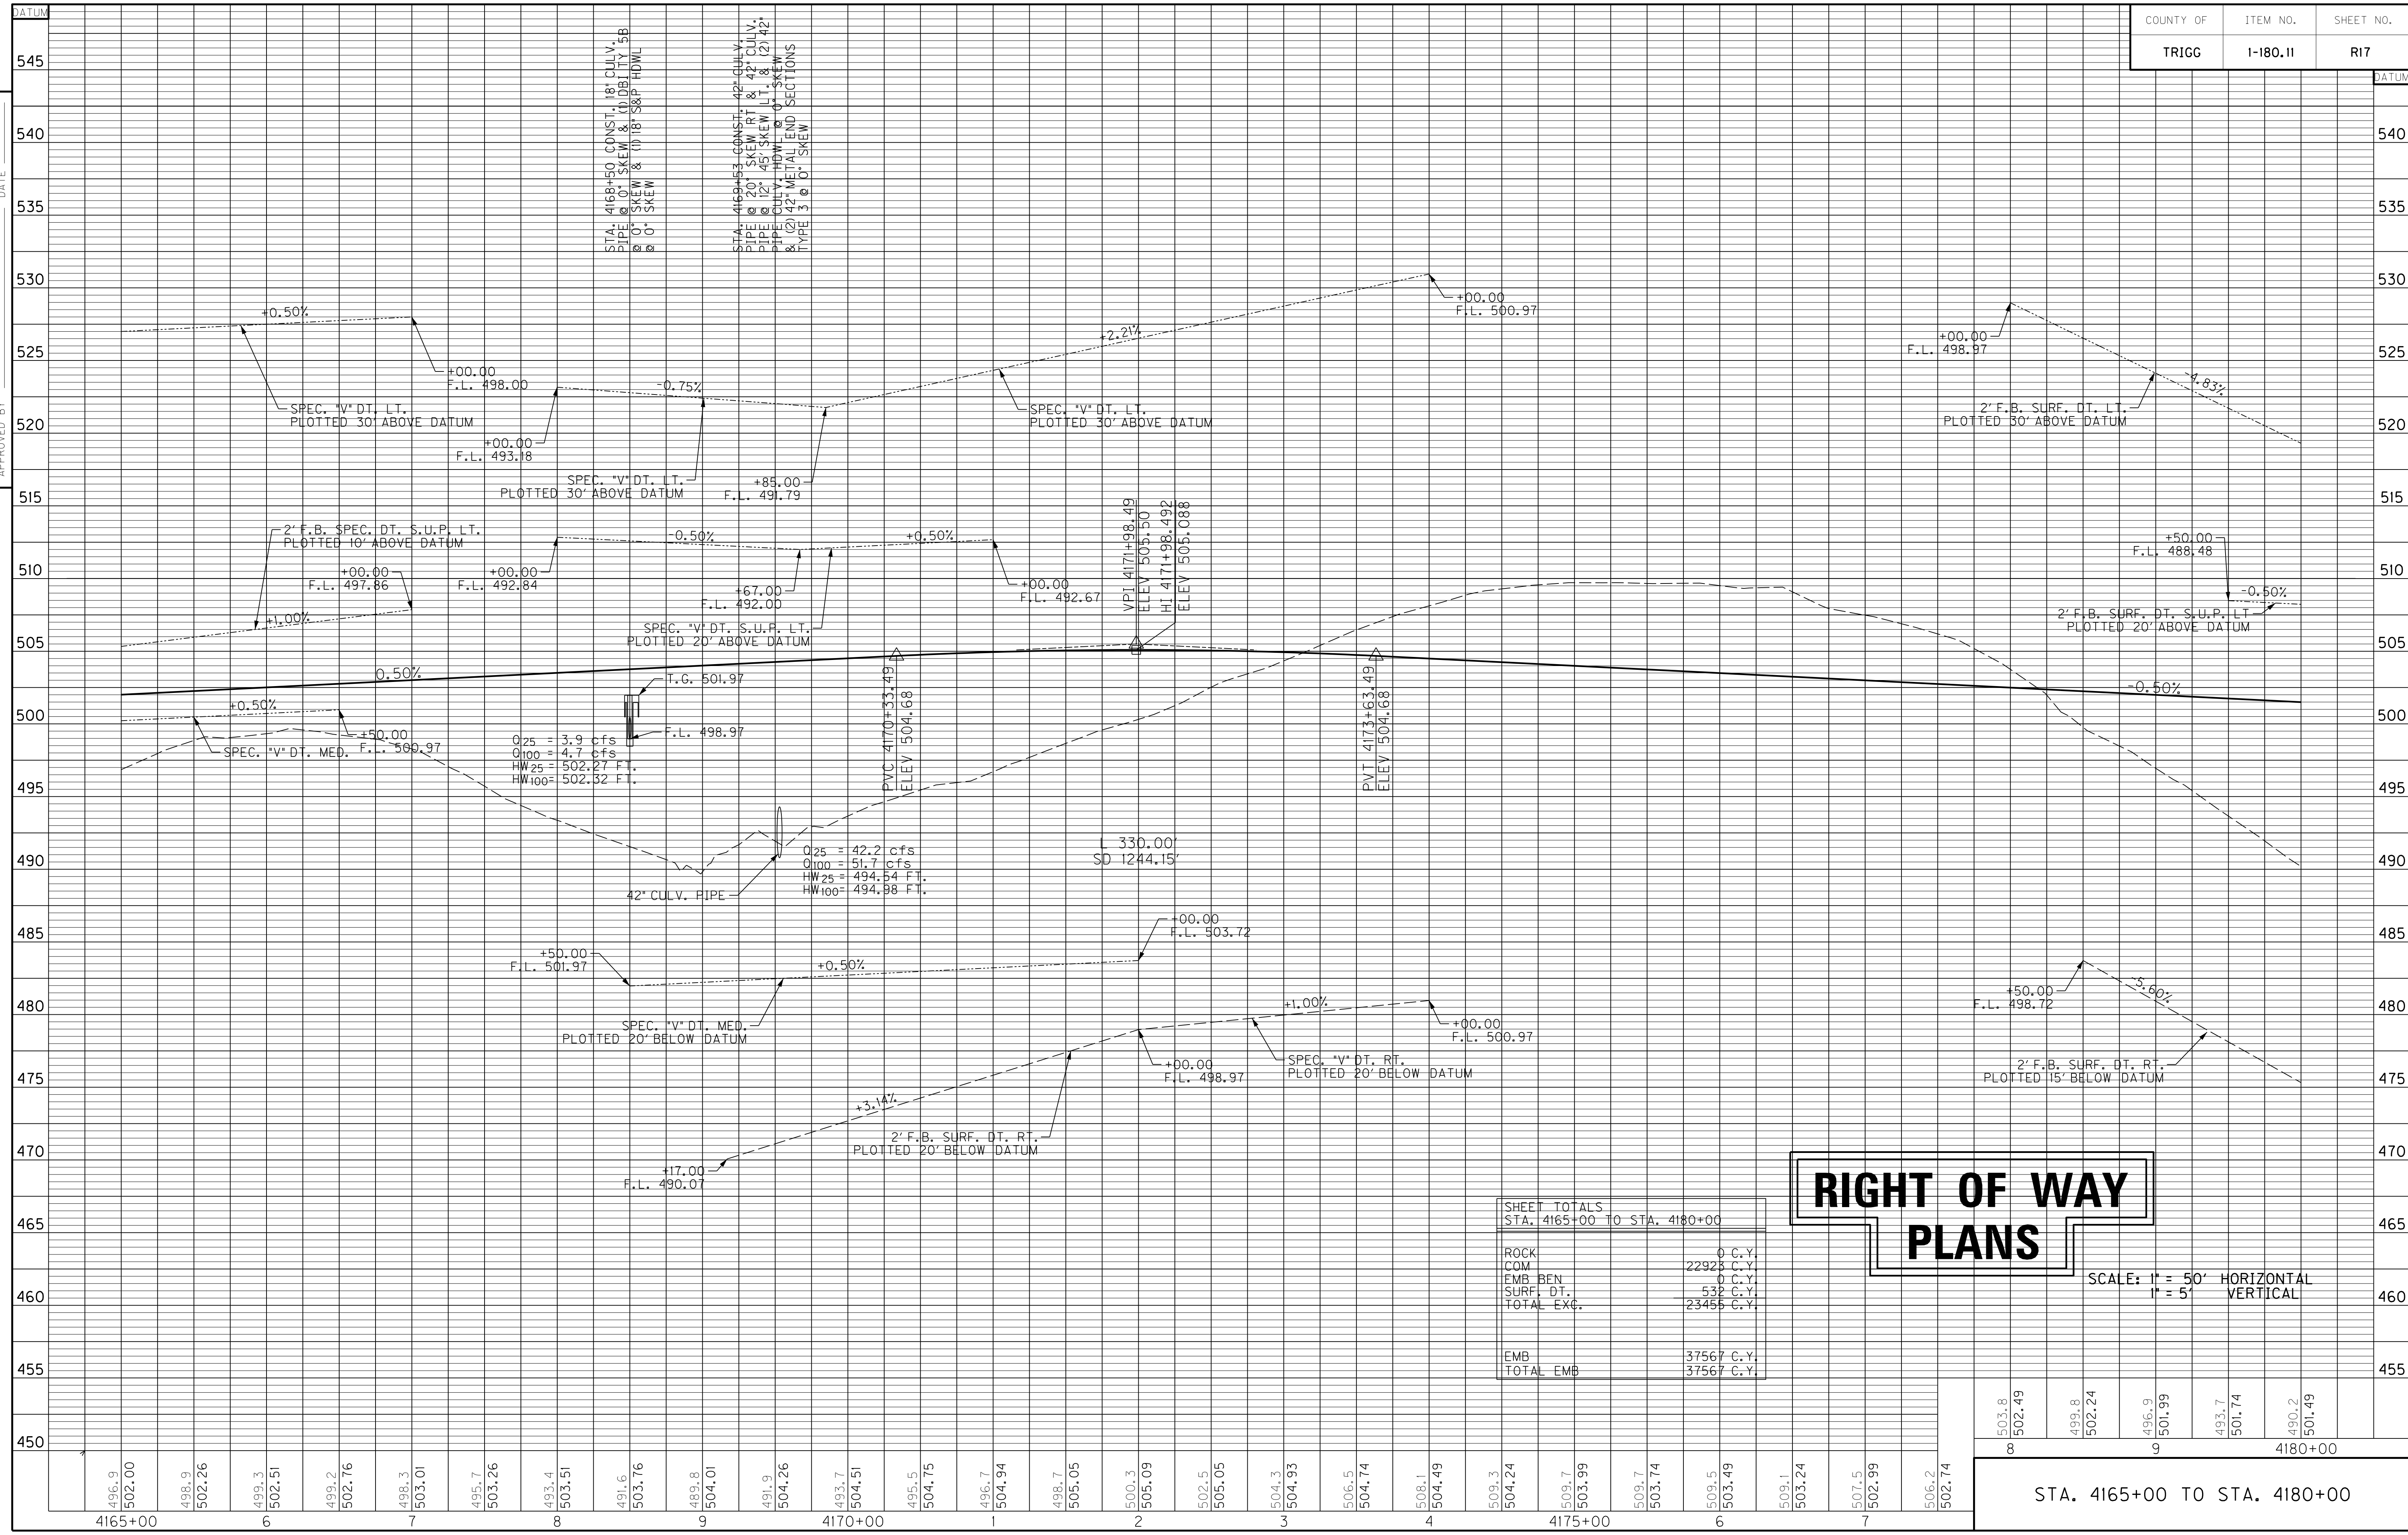 DATUM
COUNTY OF
ITEM NO.
SHEET NO.
TRIGG
1-180.11
R17
DATUM
DATE
APPROVED BY
545
540
535
530
525
520
515
510
505
500
495
490
485
480
475
470
465
460
455
450
540
535
530
525
520
515
510
505
500
495
490
485
480
475
470
465
460
455
STA. 4168+50 CONST. 18" CULV.
PIPE @ 0° SKEW & (1) DBI TY 5B
@ 0° SKEW & (1) 18" S&P HDWL
@ 0° SKEW
STA. 4169+53 CONST. 42" CULV.
PIPE @ 20° SKEW RT & 42" CULV.
PIPE @ 12° 45' SKEW LT. & (2) 42"
PIPE CULV. HDWL @ 0° SKEW
& (2) 42" METAL END SECTIONS
TYPE 3 @ 0° SKEW
+0.50%
+00.00
F.L. 498.00
SPEC. "V" DT. LT.
PLOTTED 30' ABOVE DATUM
+00.00
F.L. 493.18
-0.75%
SPEC. "V" DT. LT.
PLOTTED 30' ABOVE DATUM
+85.00
F.L. 491.79
+2.21%
+00.00
F.L. 500.97
SPEC. "V" DT. LT.
PLOTTED 30' ABOVE DATUM
+00.00
F.L. 498.97
-4.83%
2' F.B. SURF. DT. LT.
PLOTTED 30' ABOVE DATUM
2' F.B. SPEC. DT. S.U.P. LT.
PLOTTED 10' ABOVE DATUM
+00.00
F.L. 497.86
+1.00%
+00.00
F.L. 492.84
-0.50%
+0.50%
+67.00
F.L. 492.00
SPEC. "V" DT. S.U.P. LT.
PLOTTED 20' ABOVE DATUM
+00.00
F.L. 492.67
VPI 4171+98.49
ELEV 505.50
HI 4171+98.492
ELEV 505.088
+50.00
F.L. 488.48
-0.50%
2' F.B. SURF. DT. S.U.P. LT
PLOTTED 20' ABOVE DATUM
0.50%
T.G. 501.97
F.L. 498.97
+0.50%
+50.00
F.L. 500.97
SPEC. "V" DT. MED.
Q25 = 3.9 cfs
Q100 = 4.7 cfs
HW25 = 502.27 FT.
HW100= 502.32 FT.
PVC 4170+33.49
ELEV 504.68
PVT 4173+63.49
ELEV 504.68
-0.50%
L 330.00'
SD 1244.15'
Q25 = 42.2 cfs
Q100 = 51.7 cfs
HW25 = 494.54 FT.
HW100= 494.98 FT.
42" CULV. PIPE
+00.00
F.L. 503.72
+50.00
F.L. 501.97
+0.50%
SPEC. "V" DT. MED.
PLOTTED 20' BELOW DATUM
+1.00%
+00.00
F.L. 500.97
+00.00
F.L. 498.97
SPEC. "V" DT. RT.
PLOTTED 20' BELOW DATUM
+3.14%
2' F.B. SURF. DT. RT.
PLOTTED 20' BELOW DATUM
+17.00
F.L. 490.07
+50.00
F.L. 498.72
-5.60%
2' F.B. SURF. DT. RT.
PLOTTED 15' BELOW DATUM
RIGHT OF WAY
PLANS
SCALE: 1" = 50' HORIZONTAL
1" = 5' VERTICAL
SHEET TOTALS
STA. 4165+00 TO STA. 4180+00
ROCK 0 C.Y.
COM 22923 C.Y.
EMB BEN 0 C.Y.
SURF. DT. 532 C.Y.
TOTAL EXC. 23455 C.Y.
EMB 37567 C.Y.
TOTAL EMB 37567 C.Y.
496.9
502.00
498.9
502.26
499.3
502.51
499.2
502.76
498.3
503.01
495.7
503.26
493.4
503.51
491.6
503.76
489.8
504.01
491.9
504.26
493.7
504.51
495.5
504.75
496.7
504.94
498.7
505.05
500.3
505.09
502.5
505.05
504.3
504.93
506.5
504.74
508.1
504.49
509.3
504.24
509.7
503.99
509.7
503.74
509.5
503.49
509.1
503.24
507.5
502.99
506.2
502.74
503.8
502.49
499.8
502.24
496.9
501.99
493.7
501.74
490.2
501.49
8
9
4180+00
4165+00
6
7
8
9
4170+00
1
2
3
4
4175+00
6
7
STA. 4165+00 TO STA. 4180+00